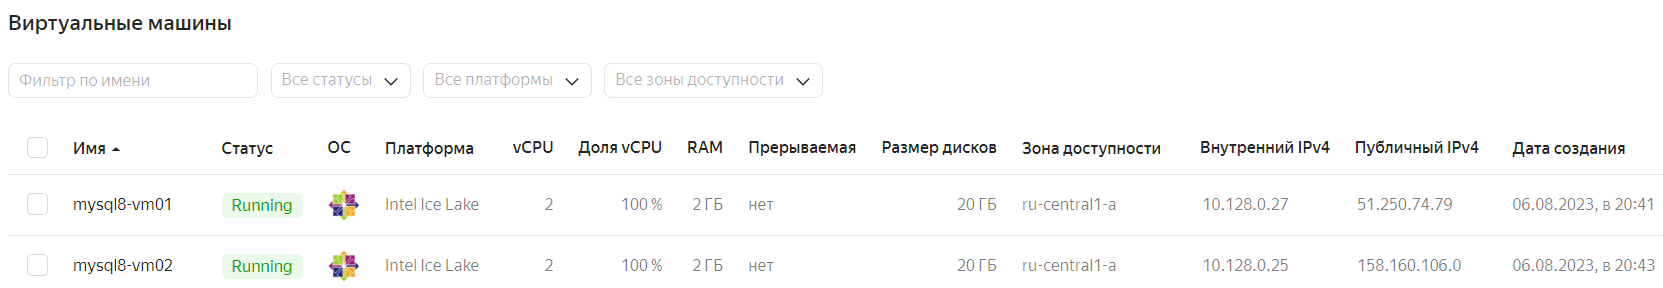 Виртуальные машины
Фильтр по имени Все статусы Все платформы Все зоны доступности
Имя Статус ОС Платформа vCPU Доля vCPU RAM Прерываемая Размер дисков Зона доступности Внутренний IPv4 Публичный IPv4 Дата создания
mysql8-vm01 Running Intel Ice Lake 2 100 % 2 ГБ нет 20 ГБ ru-central1-a 10.128.0.27 51.250.74.79 06.08.2023, в 20:41
mysql8-vm02 Running Intel Ice Lake 2 100 % 2 ГБ нет 20 ГБ ru-central1-a 10.128.0.25 158.160.106.0 06.08.2023, в 20:43